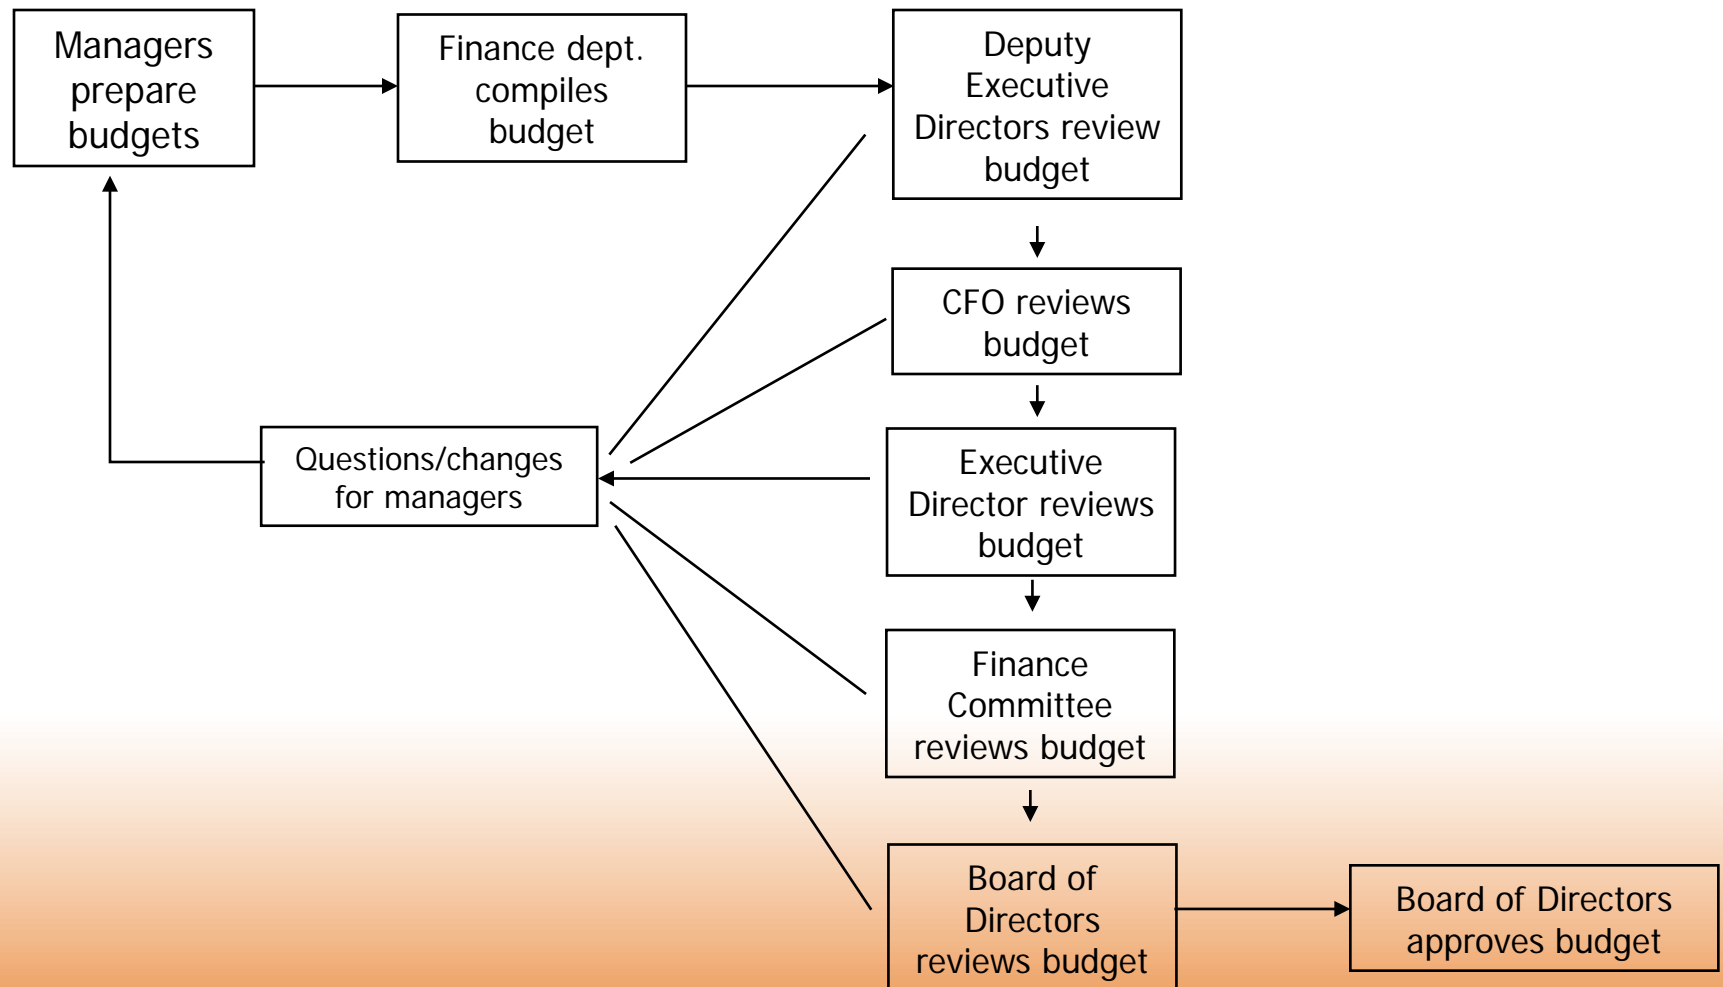 Managers
prepare
budgets
Finance dept.
compiles
budget
Deputy
Executive
Directors review
budget
CFO reviews
budget
Questions/changes
for managers
Executive
Director reviews
budget
Finance
Committee
reviews budget
Board of
Directors
reviews budget
Board of Directors
approves budget